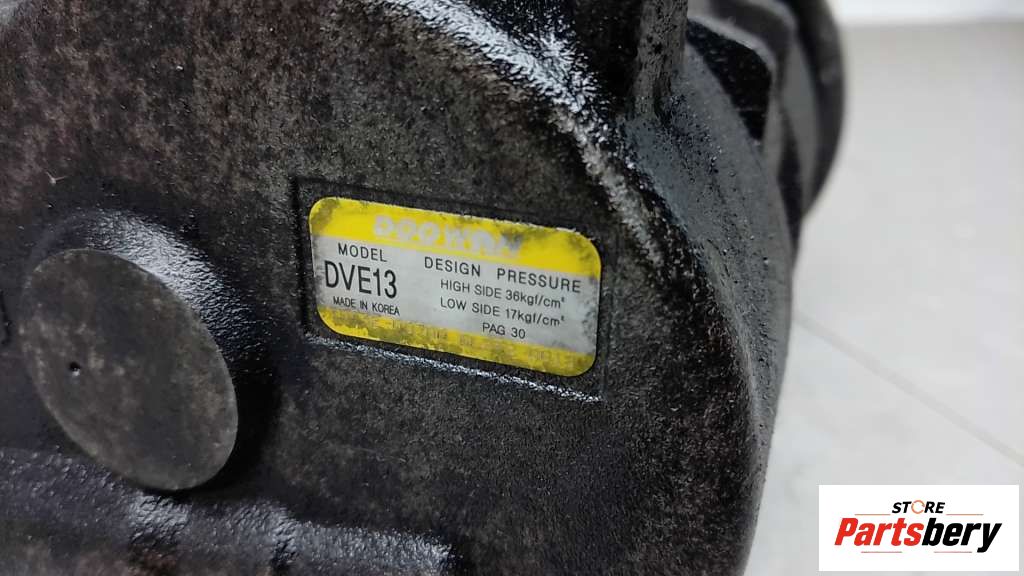 DOOWON
MODEL
DVE13
MADE IN KOREA
DESIGN PRESSURE
HIGH SIDE 36kgf/cm²
LOW SIDE 17kgf/cm²
PAG 30
STORE
Partsbery